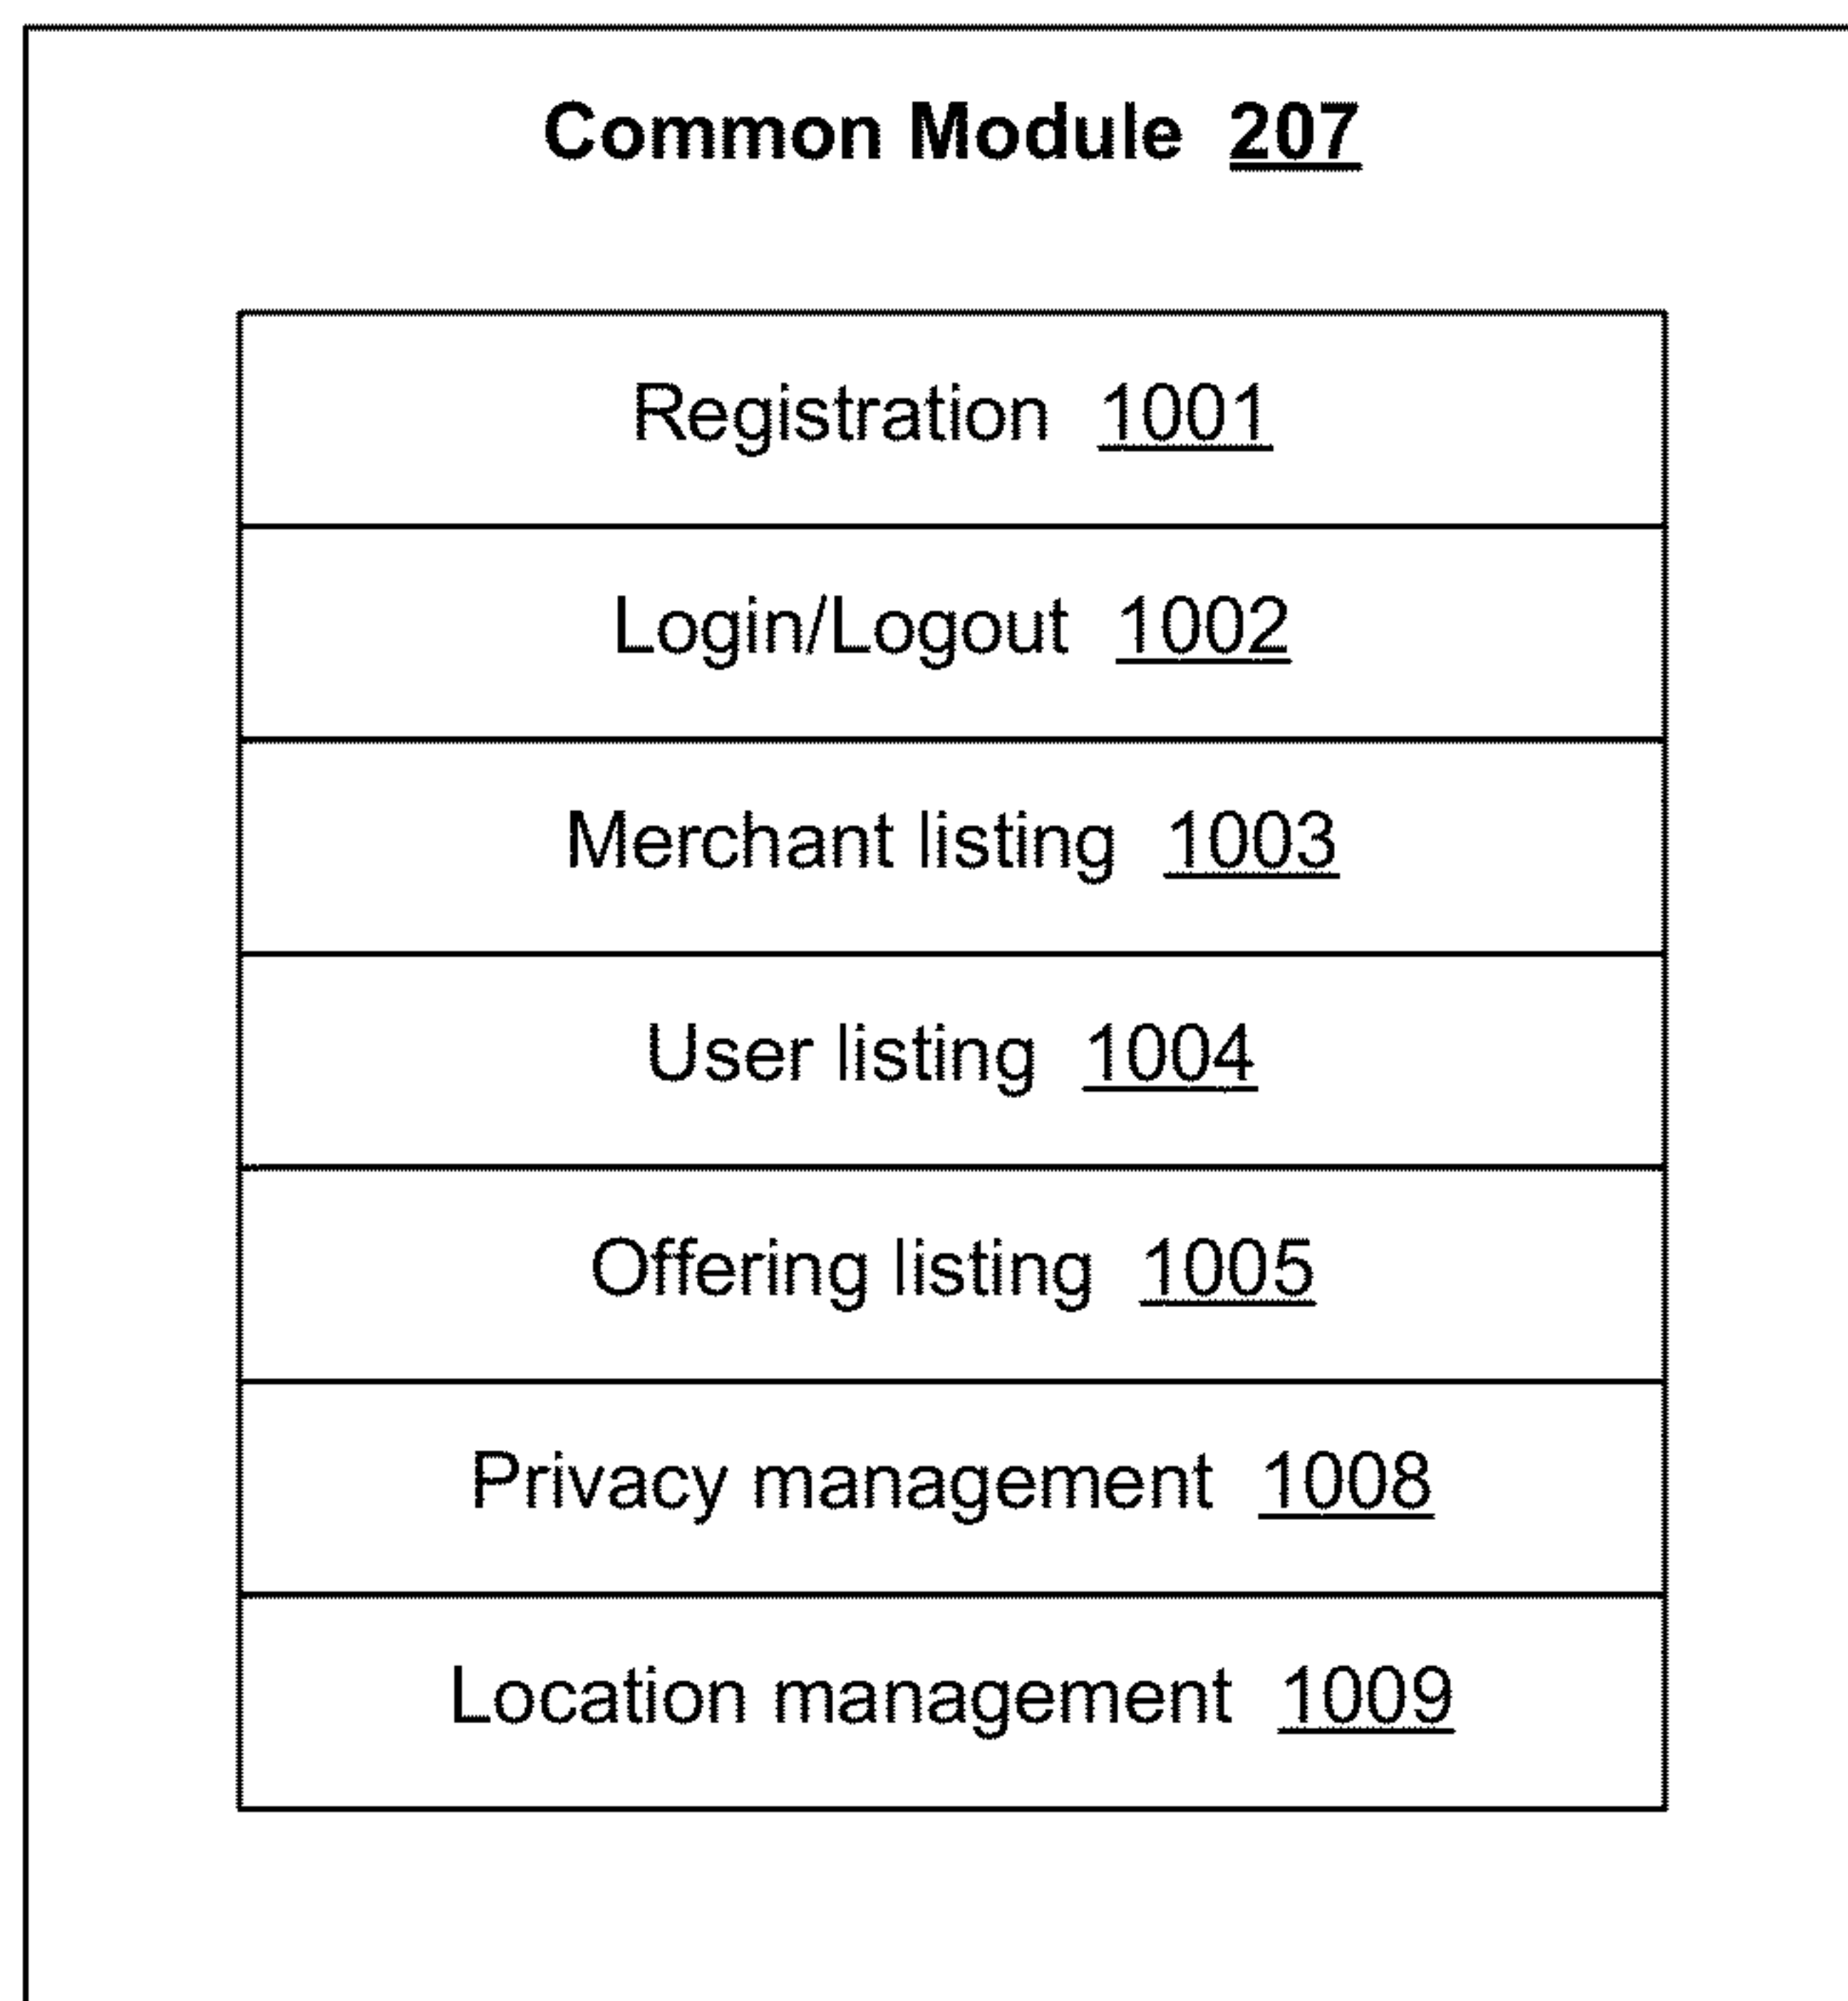 Common Module 207
Registration 1001
Login/Logout 1002
Merchant listing 1003
User listing 1004
Offering listing 1005
Privacy management 1008
Location management 1009